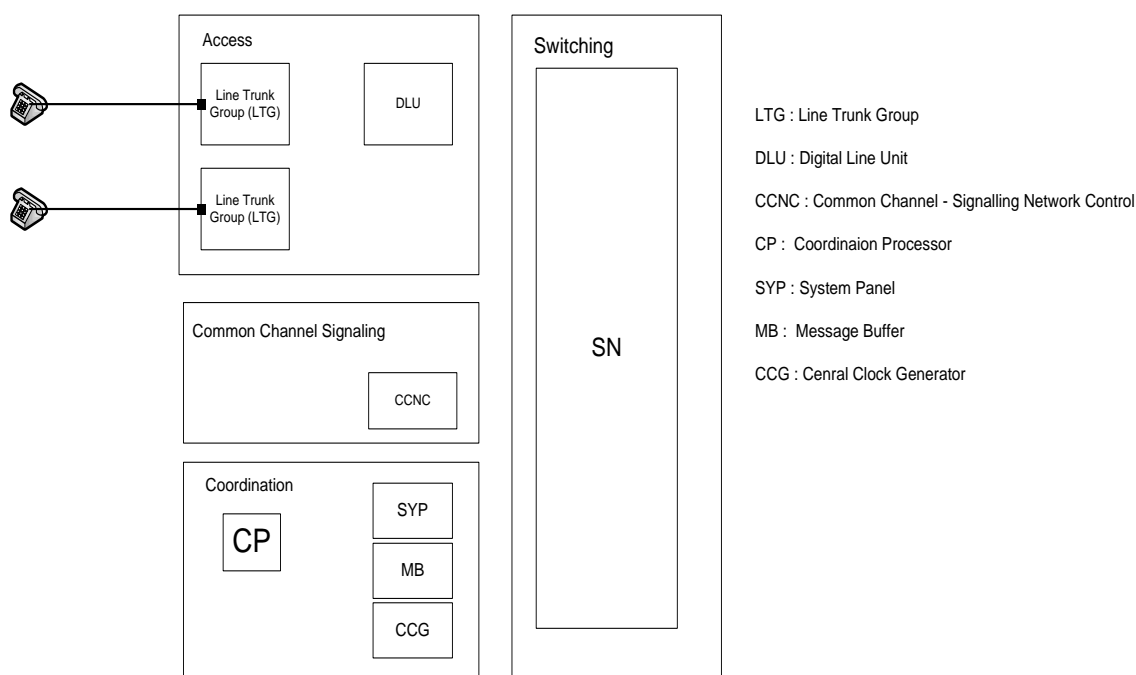 Access
Line Trunk
Group (LTG)
DLU
Line Trunk
Group (LTG)
Common Channel Signaling
CCNC
Coordination
CP
SYP
MB
CCG
Switching
SN
LTG : Line Trunk Group
DLU : Digital Line Unit
CCNC : Common Channel - Signalling Network Control
CP : Coordinaion Processor
SYP : System Panel
MB : Message Buffer
CCG : Cenral Clock Generator